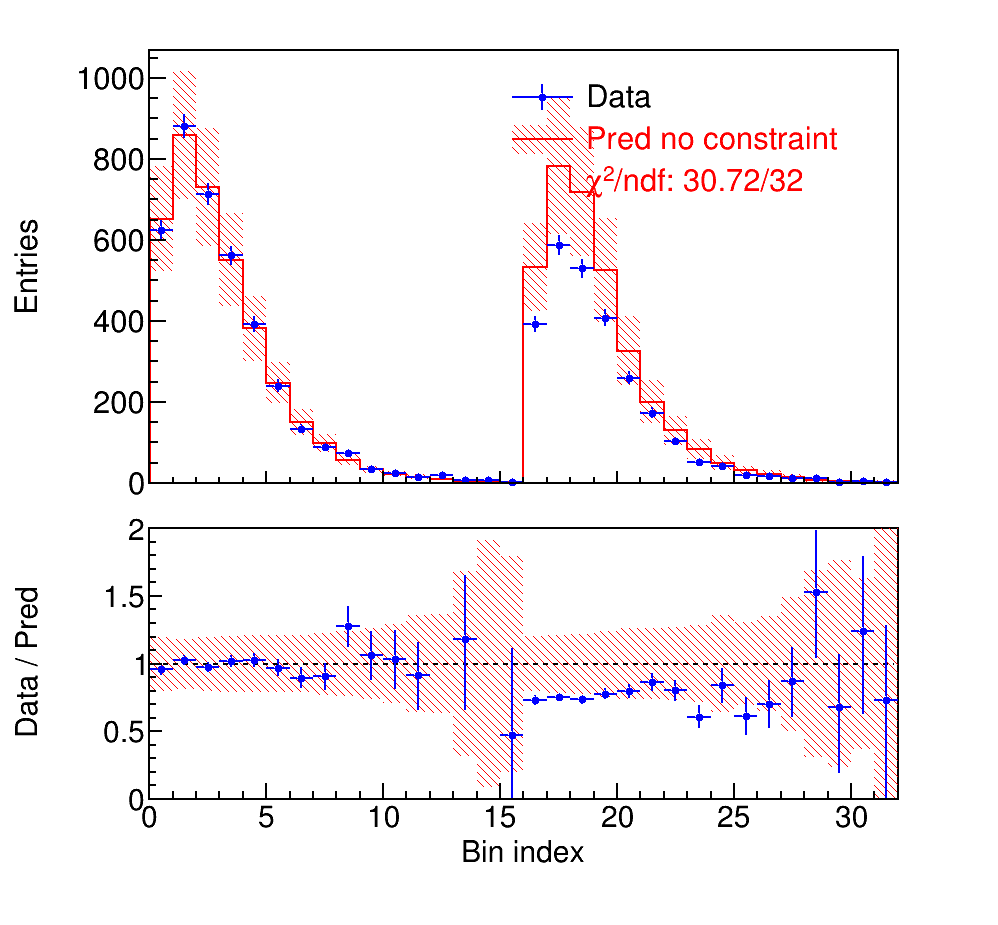 1000
800
600
400
200
0
Entries
Data
Pred no constraint
χ²/ndf: 30.72/32
2
1.5
1
0.5
0
Data / Pred
0 5 10 15 20 25 30
Bin index